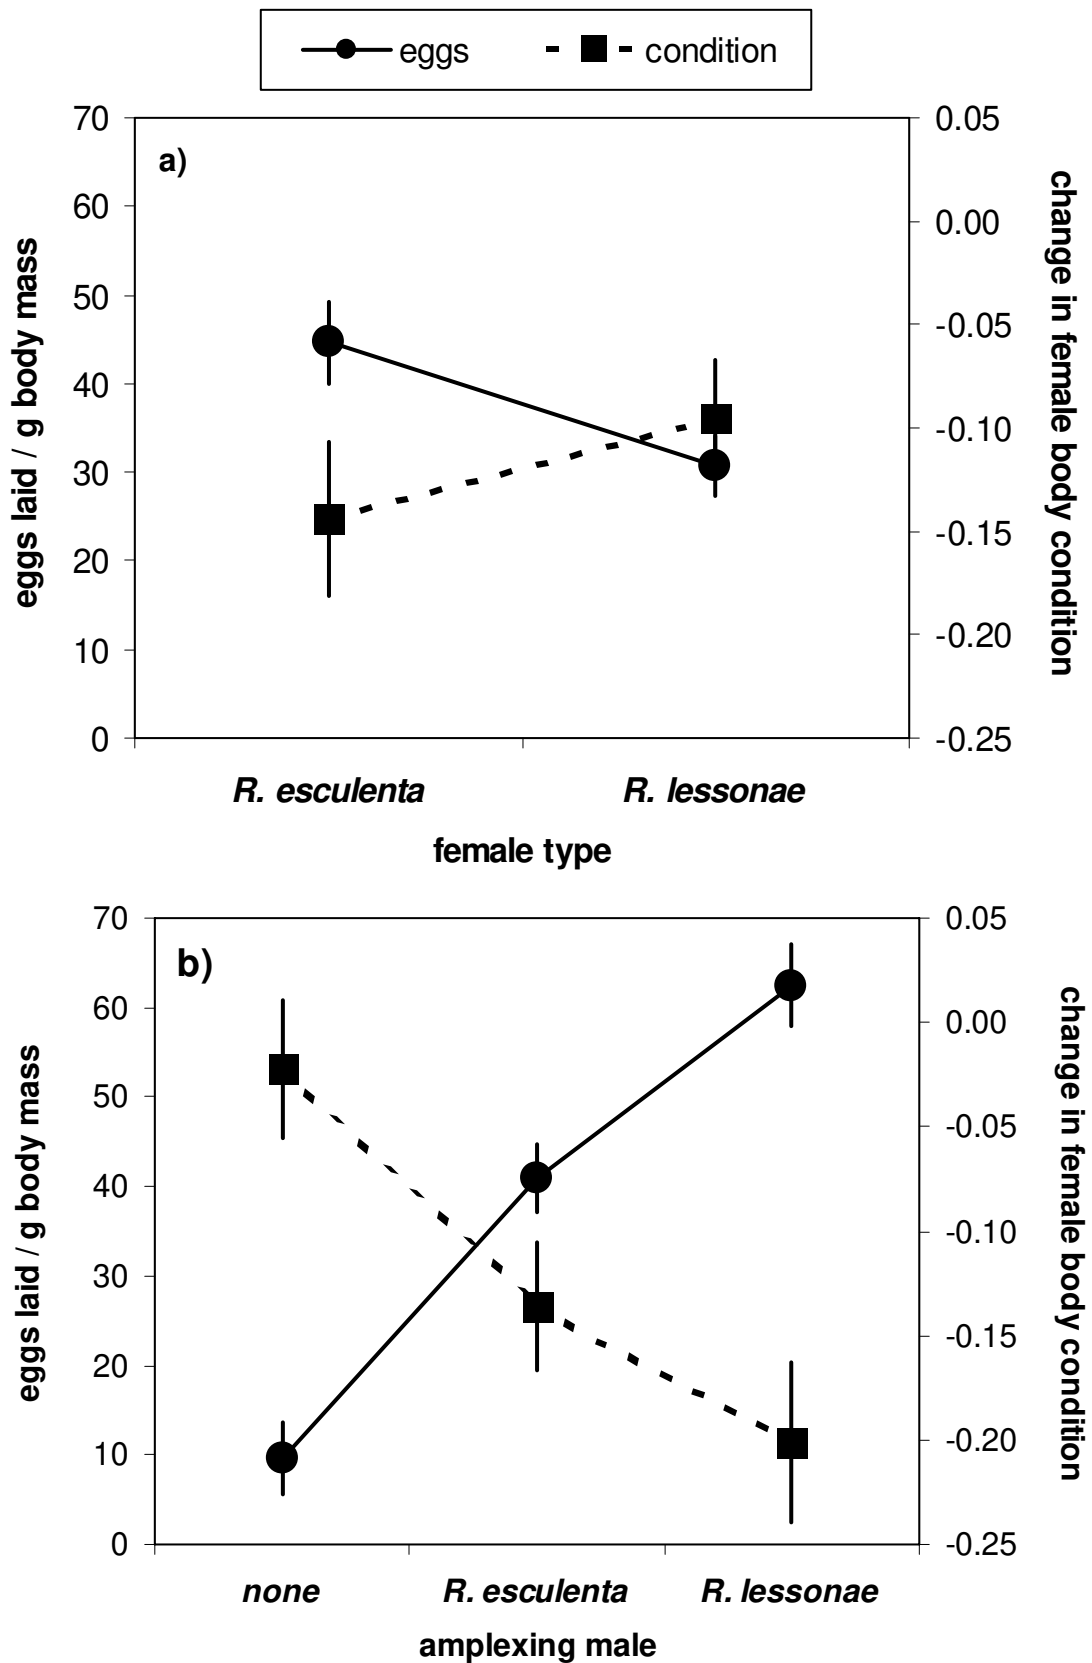 eggs condition
a)
70
60
50
40
30
20
10
0
eggs laid / g body mass
0.05
0.00
-0.05
-0.10
-0.15
-0.20
-0.25
change in female body condition
R. esculenta R. lessonae
female type
b)
70
60
50
40
30
20
10
0
eggs laid / g body mass
0.05
0.00
-0.05
-0.10
-0.15
-0.20
-0.25
change in female body condition
none R. esculenta R. lessonae
amplexing male